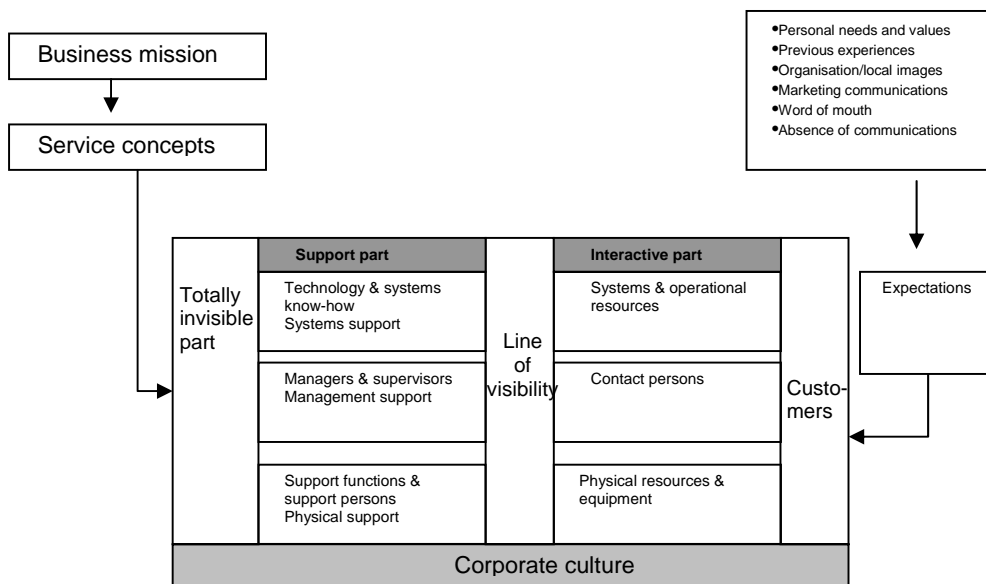 Business mission
Service concepts
•Personal needs and values
•Previous experiences
•Organisation/local images
•Marketing communications
•Word of mouth
•Absence of communications
Expectations
Totally
invisible
part
Support part
Technology & systems
know-how
Systems support
Managers & supervisors
Management support
Support functions &
support persons
Physical support
Line
of
visibility
Interactive part
Systems & operational
resources
Contact persons
Physical resources &
equipment
Custo-
mers
Corporate culture